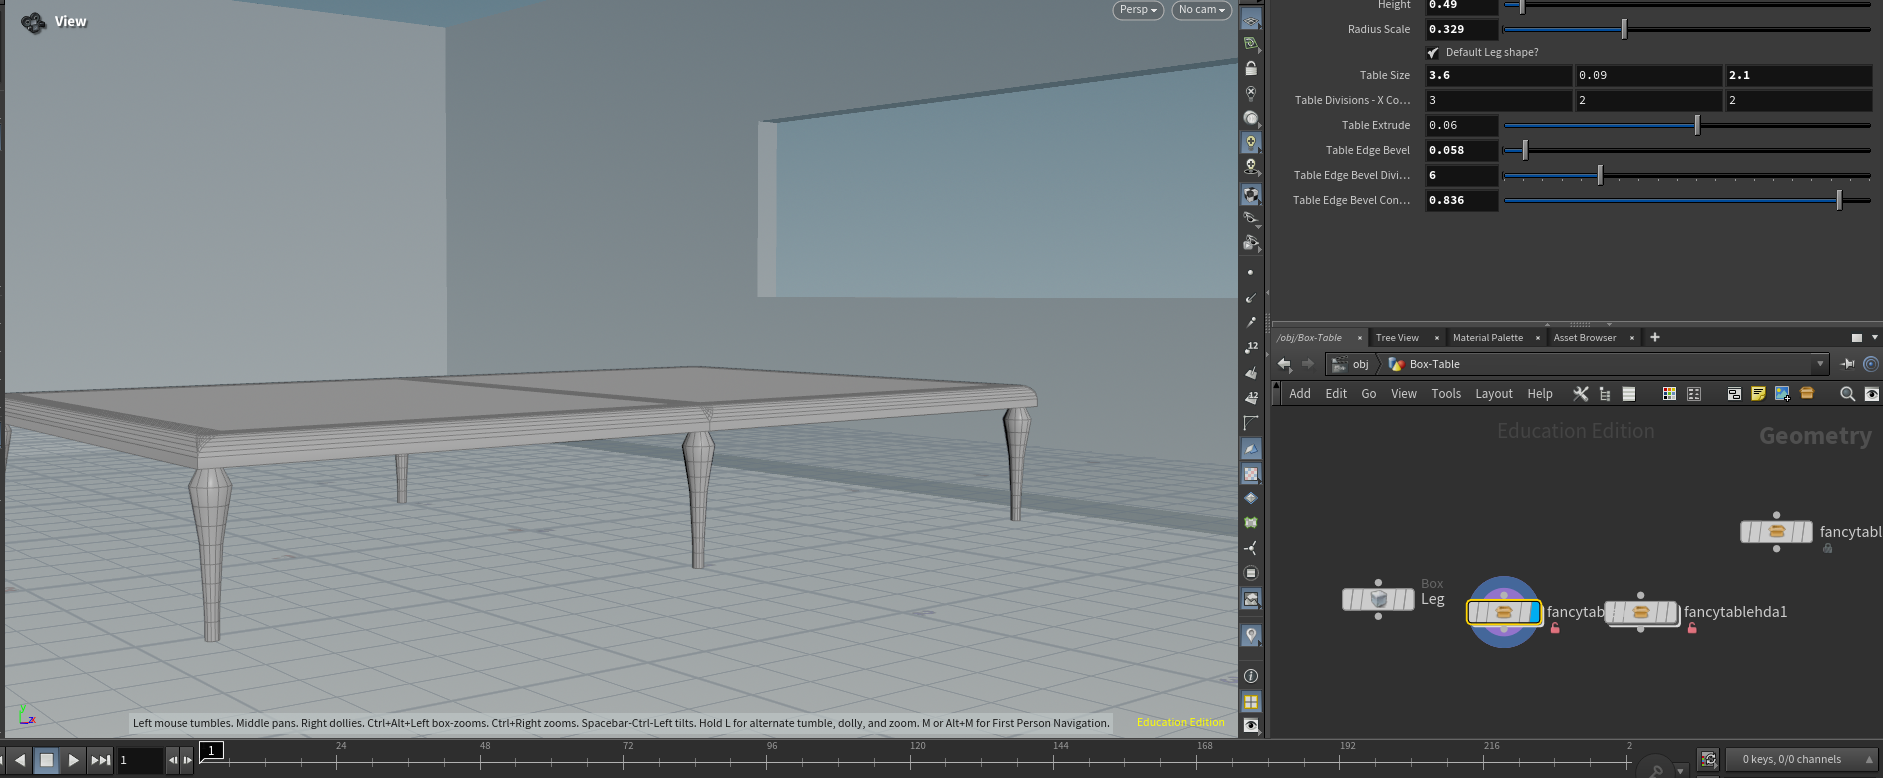 View
Persp
No cam
Height 0.49
Radius Scale 0.329
Default Leg shape?
Table Size 3.6 0.09 2.1
Table Divisions - X Co... 3 2 2
Table Extrude 0.06
Table Edge Bevel 0.058
Table Edge Bevel Divi... 6
Table Edge Bevel Con... 0.836
12
12
/obj/Box-Table × Tree View × Material Palette × Asset Browser × +
obj Box-Table
Add Edit Go View Tools Layout Help
Education Edition
Geometry
fancytabl
Box
Leg
fancytab
fancytablehda1
Left mouse tumbles. Middle pans. Right dollies. Ctrl+Alt+Left box-zooms. Ctrl+Right zooms. Spacebar-Ctrl-Left tilts. Hold L for alternate tumble, dolly, and zoom. M or Alt+M for First Person Navigation.
Education Edition
z x
1
1
24 48 72 96 120 144 168 192 216 2
0 keys, 0/0 channels